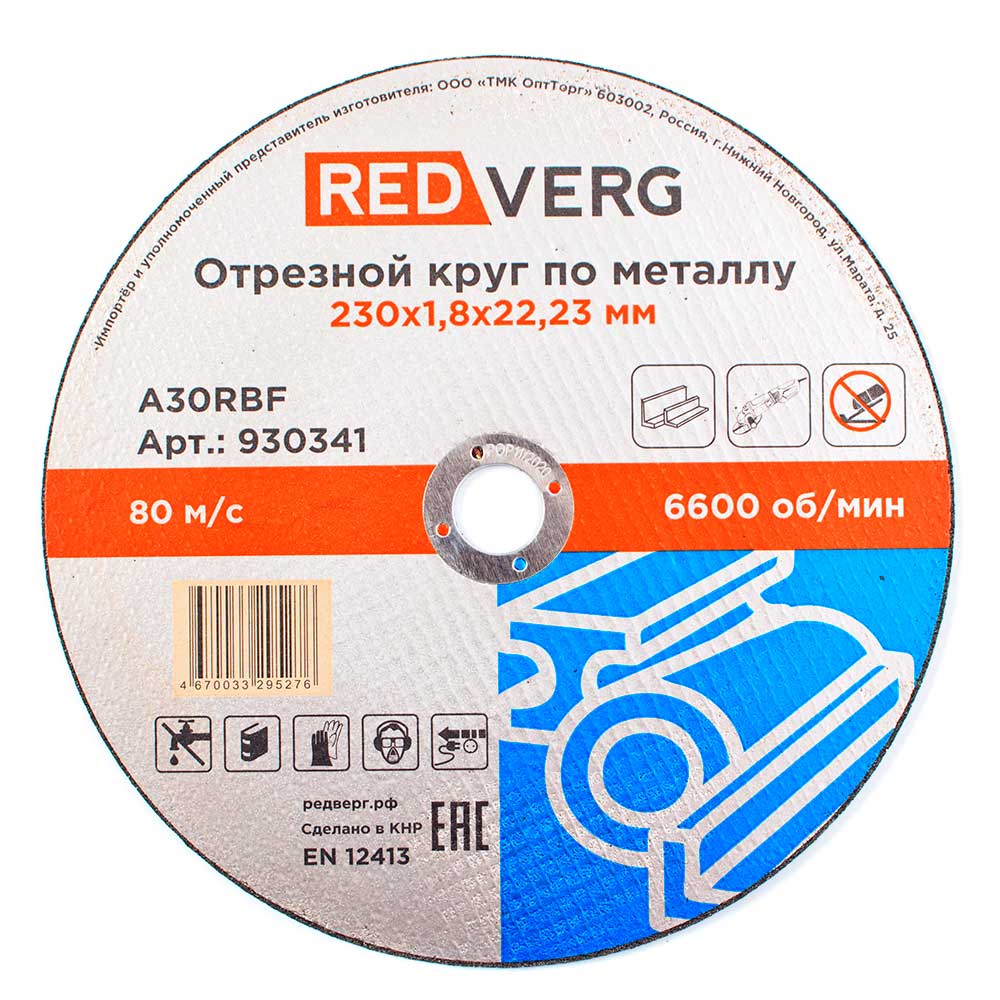 Импортёр и уполномоченный представитель изготовителя: ООО «ТМК ОптТорг» 603002, Россия, г.Нижний Новгород, ул.Марата, д. 25
REDVERG
Отрезной круг по металлу
230x1,8x22,23 мм
A30RBF
Арт.: 930341
80 м/с
6600 об/мин
4 670033 295276
редверг.рф
Сделано в КНР
EN 12413
EAC